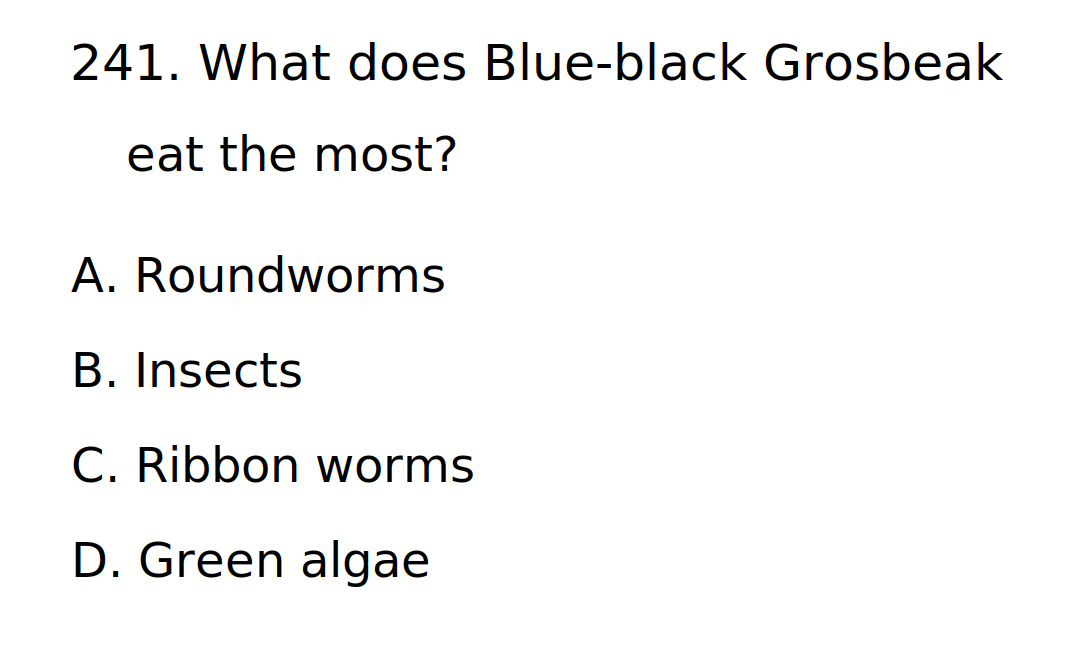 241. What does Blue-black Grosbeak
eat the most?
A. Roundworms
B. Insects
C. Ribbon worms
D. Green algae